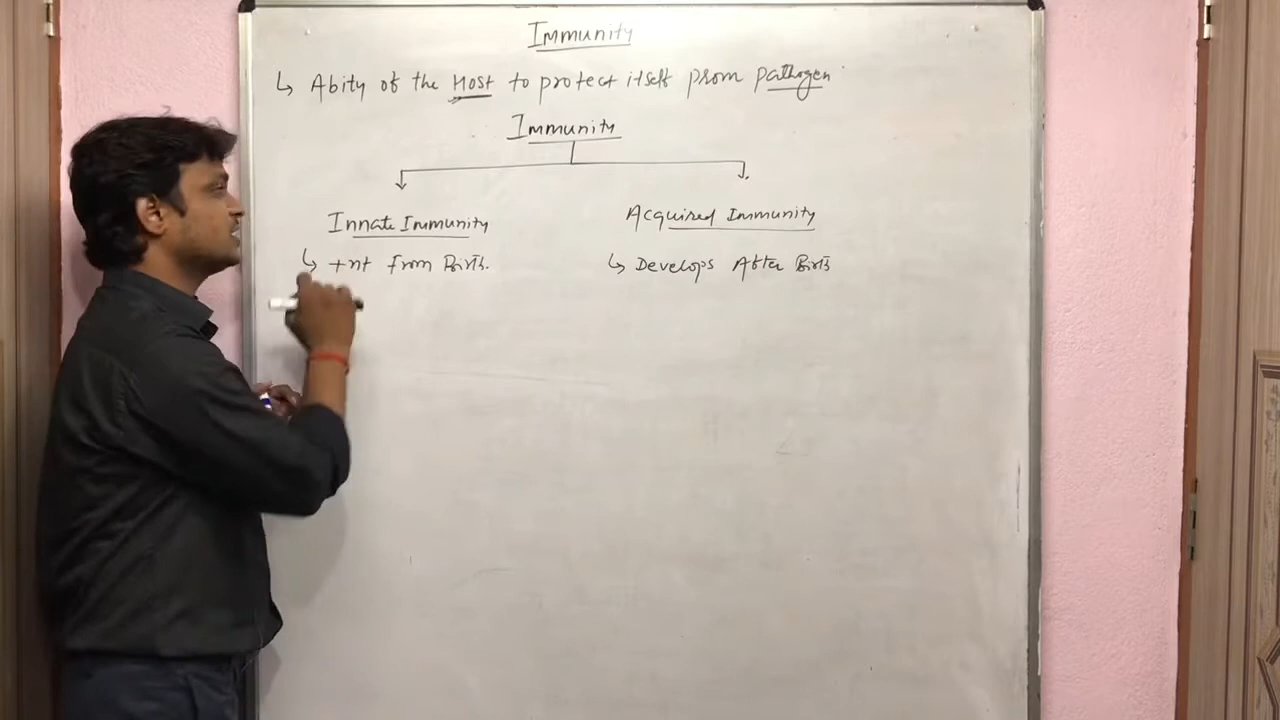 Immunity
↳ Abity of the Host to protect itself prom pathogen
Immunity
Innate Immunity
Acquired Immunity
↳ +nt from Birth.
↳ Develops After Birth